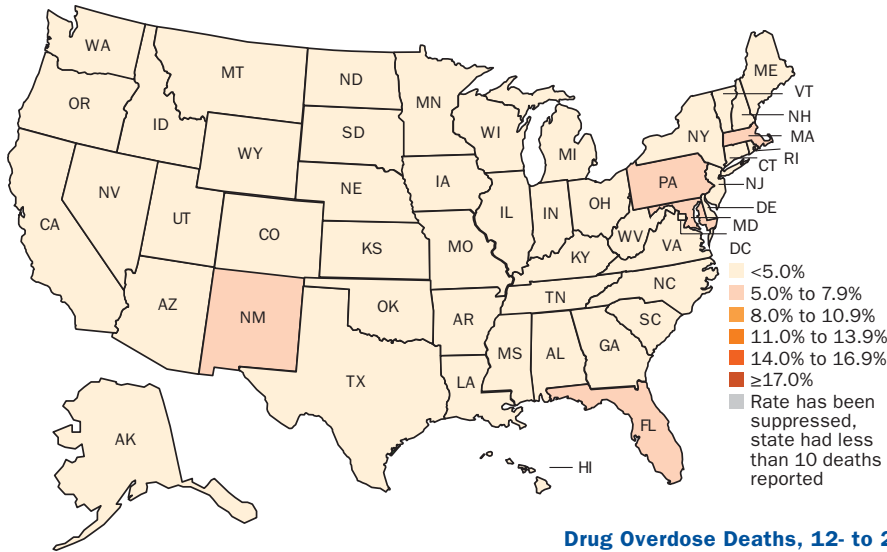 WA
MT
ND
MN
ME
VT
OR
ID
SD
WI
NY
NH
MA
WY
MI
RI
CT
NE
IA
PA
NJ
NV
UT
CO
IL
IN
OH
DE
MD
CA
KS
MO
WV
VA
DC
KY
AZ
NM
OK
AR
TN
NC
SC
TX
LA
MS
AL
GA
FL
AK
HI
<5.0%
5.0% to 7.9%
8.0% to 10.9%
11.0% to 13.9%
14.0% to 16.9%
≥17.0%
Rate has been
suppressed,
state had less
than 10 deaths
reported
Drug Overdose Deaths, 12- to 2